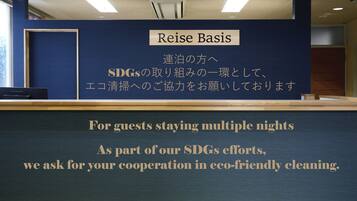 Reise Basis
連泊の方へ
SDGsの取り組みの一環として、
エコ清掃へのご協力をお願いしております
For guests staying multiple nights
As part of our SDGs efforts,
we ask for your cooperation in eco-friendly cleaning.